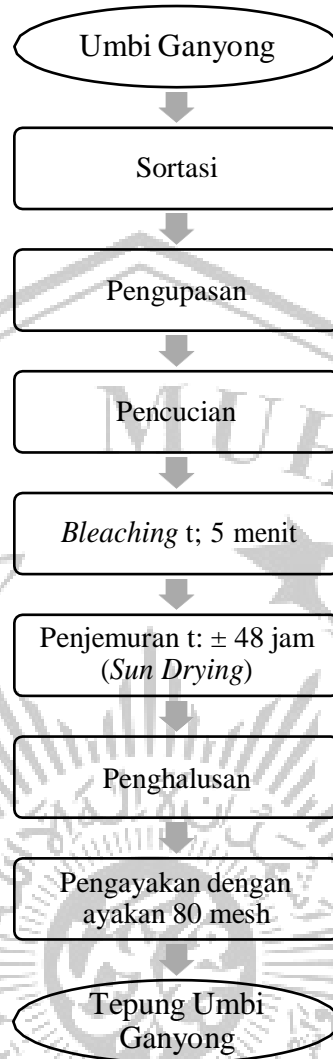 Umbi Ganyong
Sortasi
Pengupasan
Pencucian
Bleaching t; 5 menit
Penjemuran t: ± 48 jam
(Sun Drying)
Penghalusan
Pengayakan dengan
ayakan 80 mesh
Tepung Umbi
Ganyong
MUH